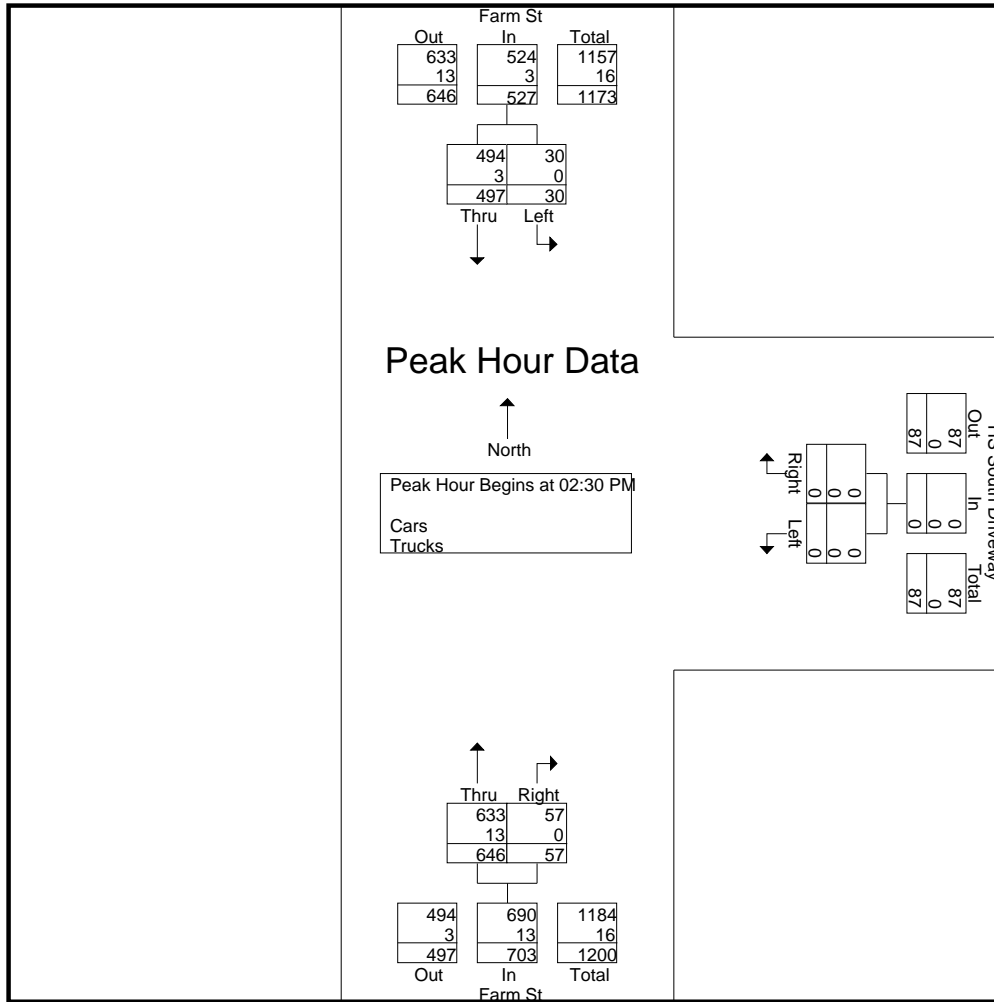 Farm St
Out In Total
633 524 1157
13 3 16
646 527 1173
494 30
3 0
497 30
Thru Left
Peak Hour Data
North
Peak Hour Begins at 02:30 PM
Cars
Trucks
South Driveway
Out In Total
87 0 87
0 0 0
87 0 87
Right Left
0 0
0 0
0 0
Thru Right
633 57
13 0
646 57
494 690 1184
3 13 16
497 703 1200
Out In Total
Farm St